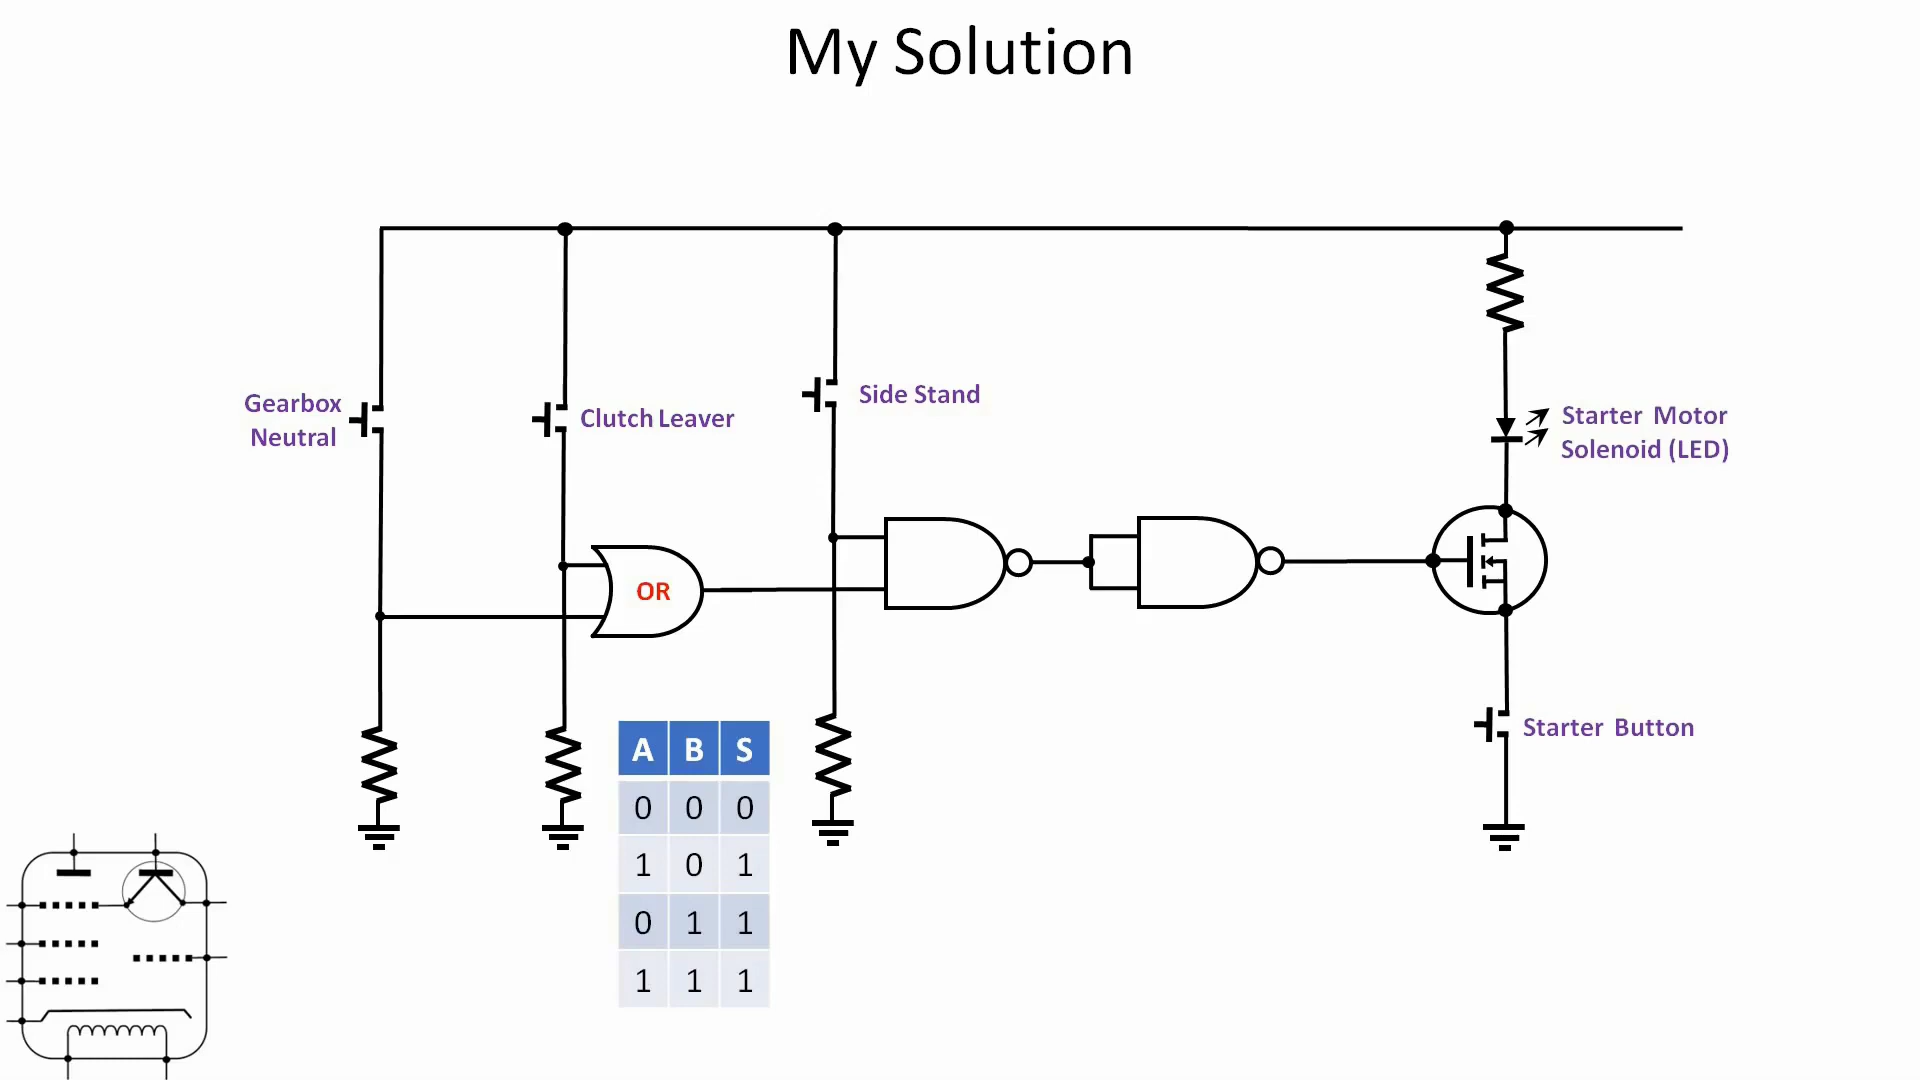 My Solution
Gearbox
Neutral
Clutch Leaver
Side Stand
Starter Motor
Solenoid (LED)
OR
Starter Button
A B S
0 0 0
1 0 1
0 1 1
1 1 1